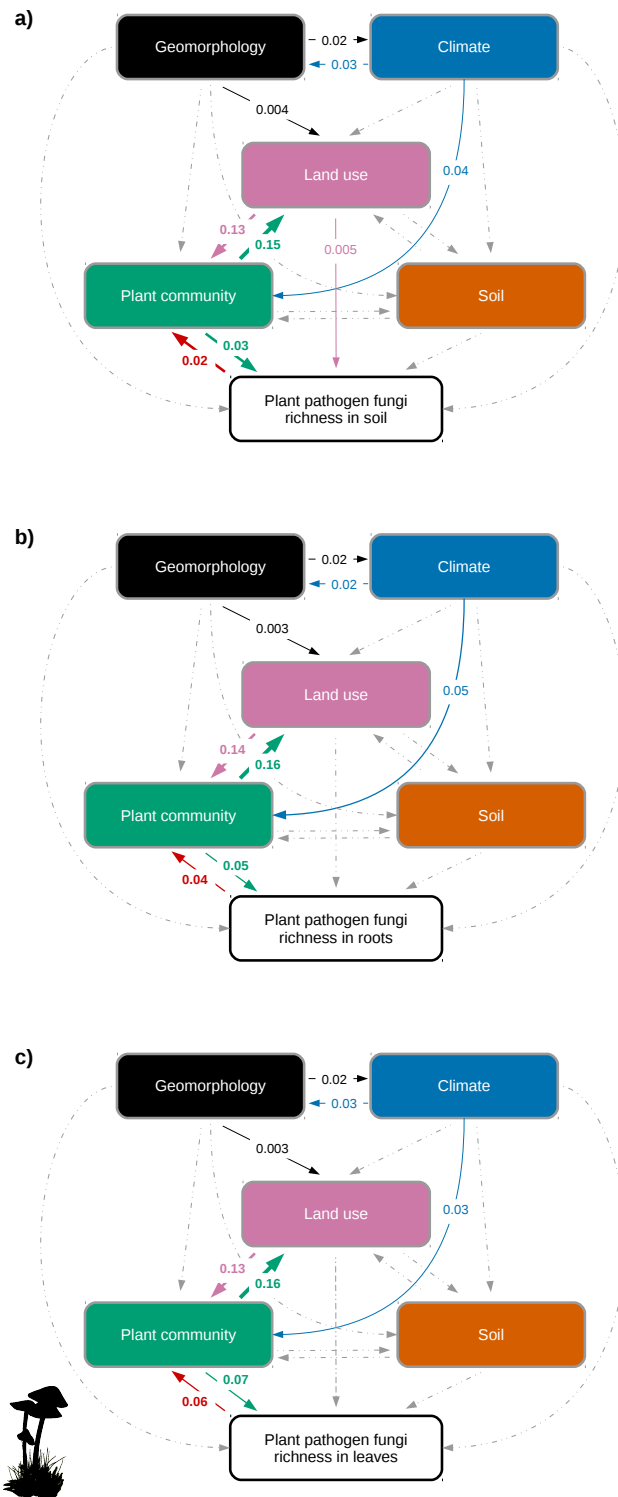 a)
Geomorphology
0.02
Climate
0.03
0.004
Land use
0.04
0.13
0.15
0.005
Plant community
Soil
0.03
0.02
Plant pathogen fungi
richness in soil
b)
Geomorphology
0.02
Climate
0.02
0.003
Land use
0.05
0.14
0.16
Plant community
Soil
0.05
0.04
Plant pathogen fungi
richness in roots
c)
Geomorphology
0.02
Climate
0.03
0.003
Land use
0.03
0.13
0.16
Plant community
Soil
0.07
0.06
Plant pathogen fungi
richness in leaves